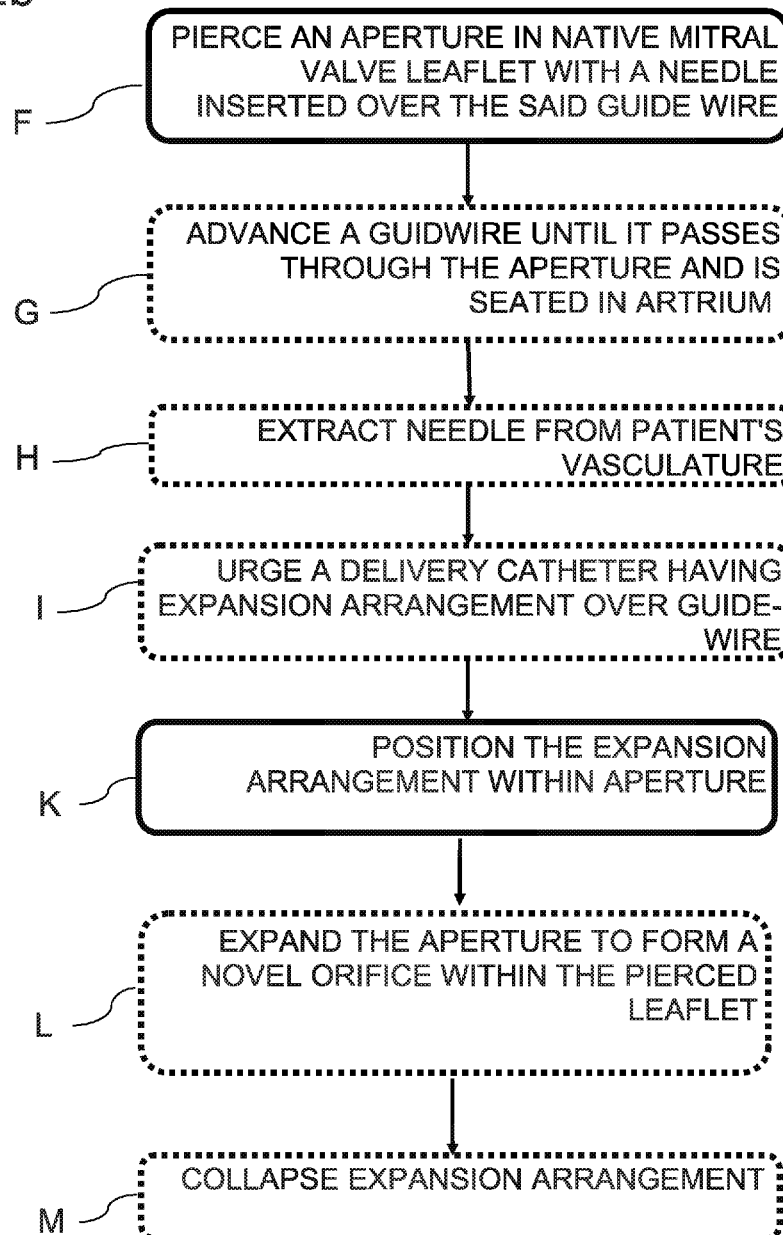 F
PIERCE AN APERTURE IN NATIVE MITRAL
VALVE LEAFLET WITH A NEEDLE
INSERTED OVER THE SAID GUIDE WIRE
G
ADVANCE A GUIDWIRE UNTIL IT PASSES
THROUGH THE APERTURE AND IS
SEATED IN ARTRIUM
H
EXTRACT NEEDLE FROM PATIENT'S
VASCULATURE
I
URGE A DELIVERY CATHETER HAVING
EXPANSION ARRANGEMENT OVER GUIDE-
WIRE
K
POSITION THE EXPANSION
ARRANGEMENT WITHIN APERTURE
L
EXPAND THE APERTURE TO FORM A
NOVEL ORIFICE WITHIN THE PIERCED
LEAFLET
M
COLLAPSE EXPANSION ARRANGEMENT